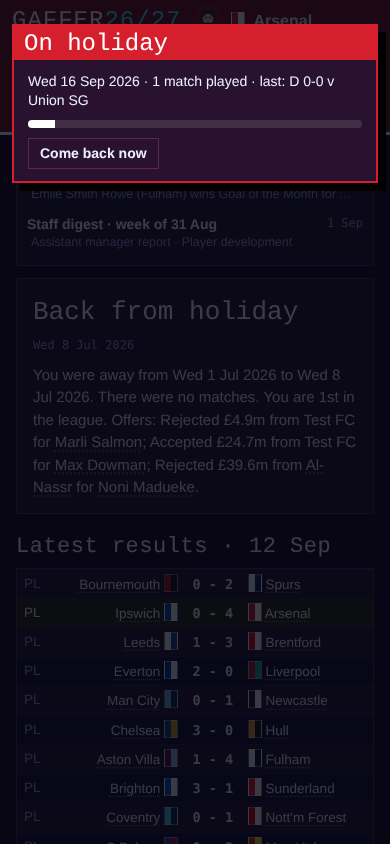 GAFFER26/27 Arsenal
On holiday
Wed 16 Sep 2026 · 1 match played · last: D 0-0 v
Union SG
Come back now
Emile Smith Rowe (Fulham) wins Goal of the Month for ...
Staff digest · week of 31 Aug 1 Sep
Assistant manager report · Player development
Back from holiday
Wed 8 Jul 2026
You were away from Wed 1 Jul 2026 to Wed 8
Jul 2026. There were no matches. You are 1st in
the league. Offers: Rejected £4.9m from Test FC
for Marli Salmon; Accepted £24.7m from Test FC
for Max Dowman; Rejected £39.6m from Al-
Nassr for Noni Madueke.
Latest results · 12 Sep
PL Bournemouth 0 - 2 Spurs
PL Ipswich 0 - 4 Arsenal
PL Leeds 1 - 3 Brentford
PL Everton 2 - 0 Liverpool
PL Man City 0 - 1 Newcastle
PL Chelsea 3 - 0 Hull
PL Aston Villa 1 - 4 Fulham
PL Brighton 3 - 1 Sunderland
PL Coventry 0 - 1 Nott'm Forest